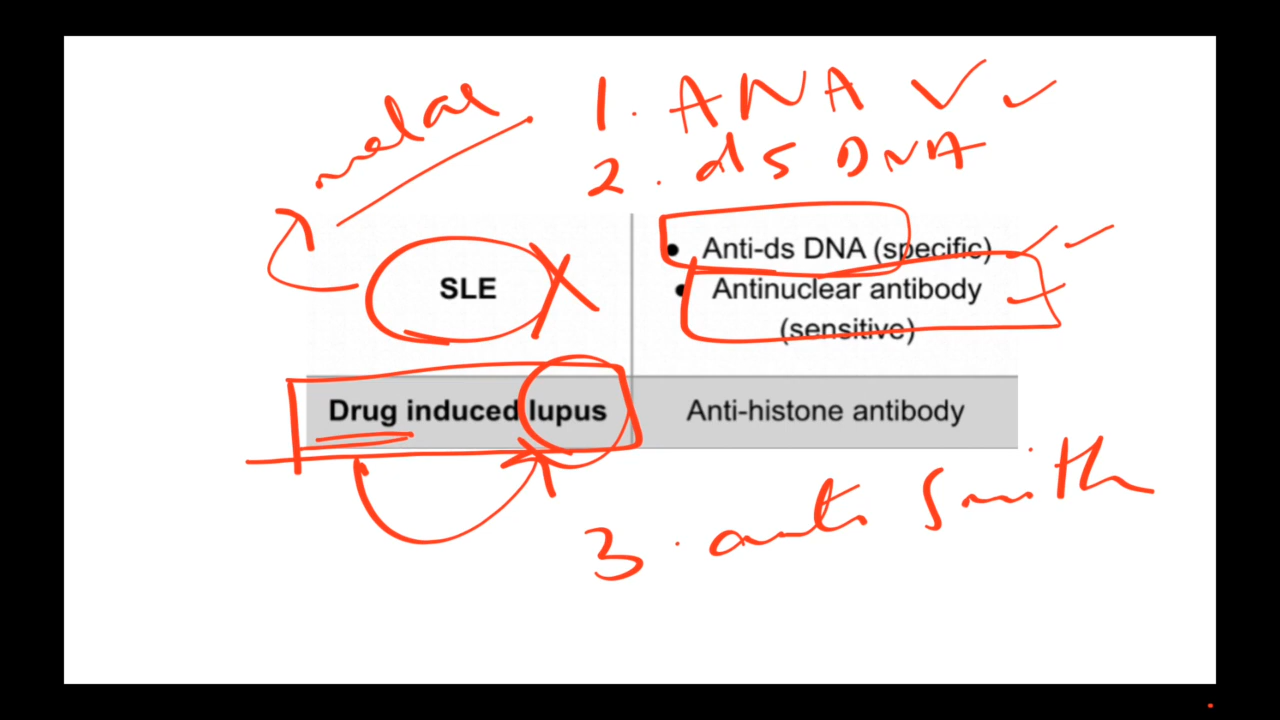 malar
1. ANA
2. ds DNA
• Anti-ds DNA (specific)
SLE
• Antinuclear antibody
(sensitive)
Drug induced lupus
Anti-histone antibody
3. anti Smith